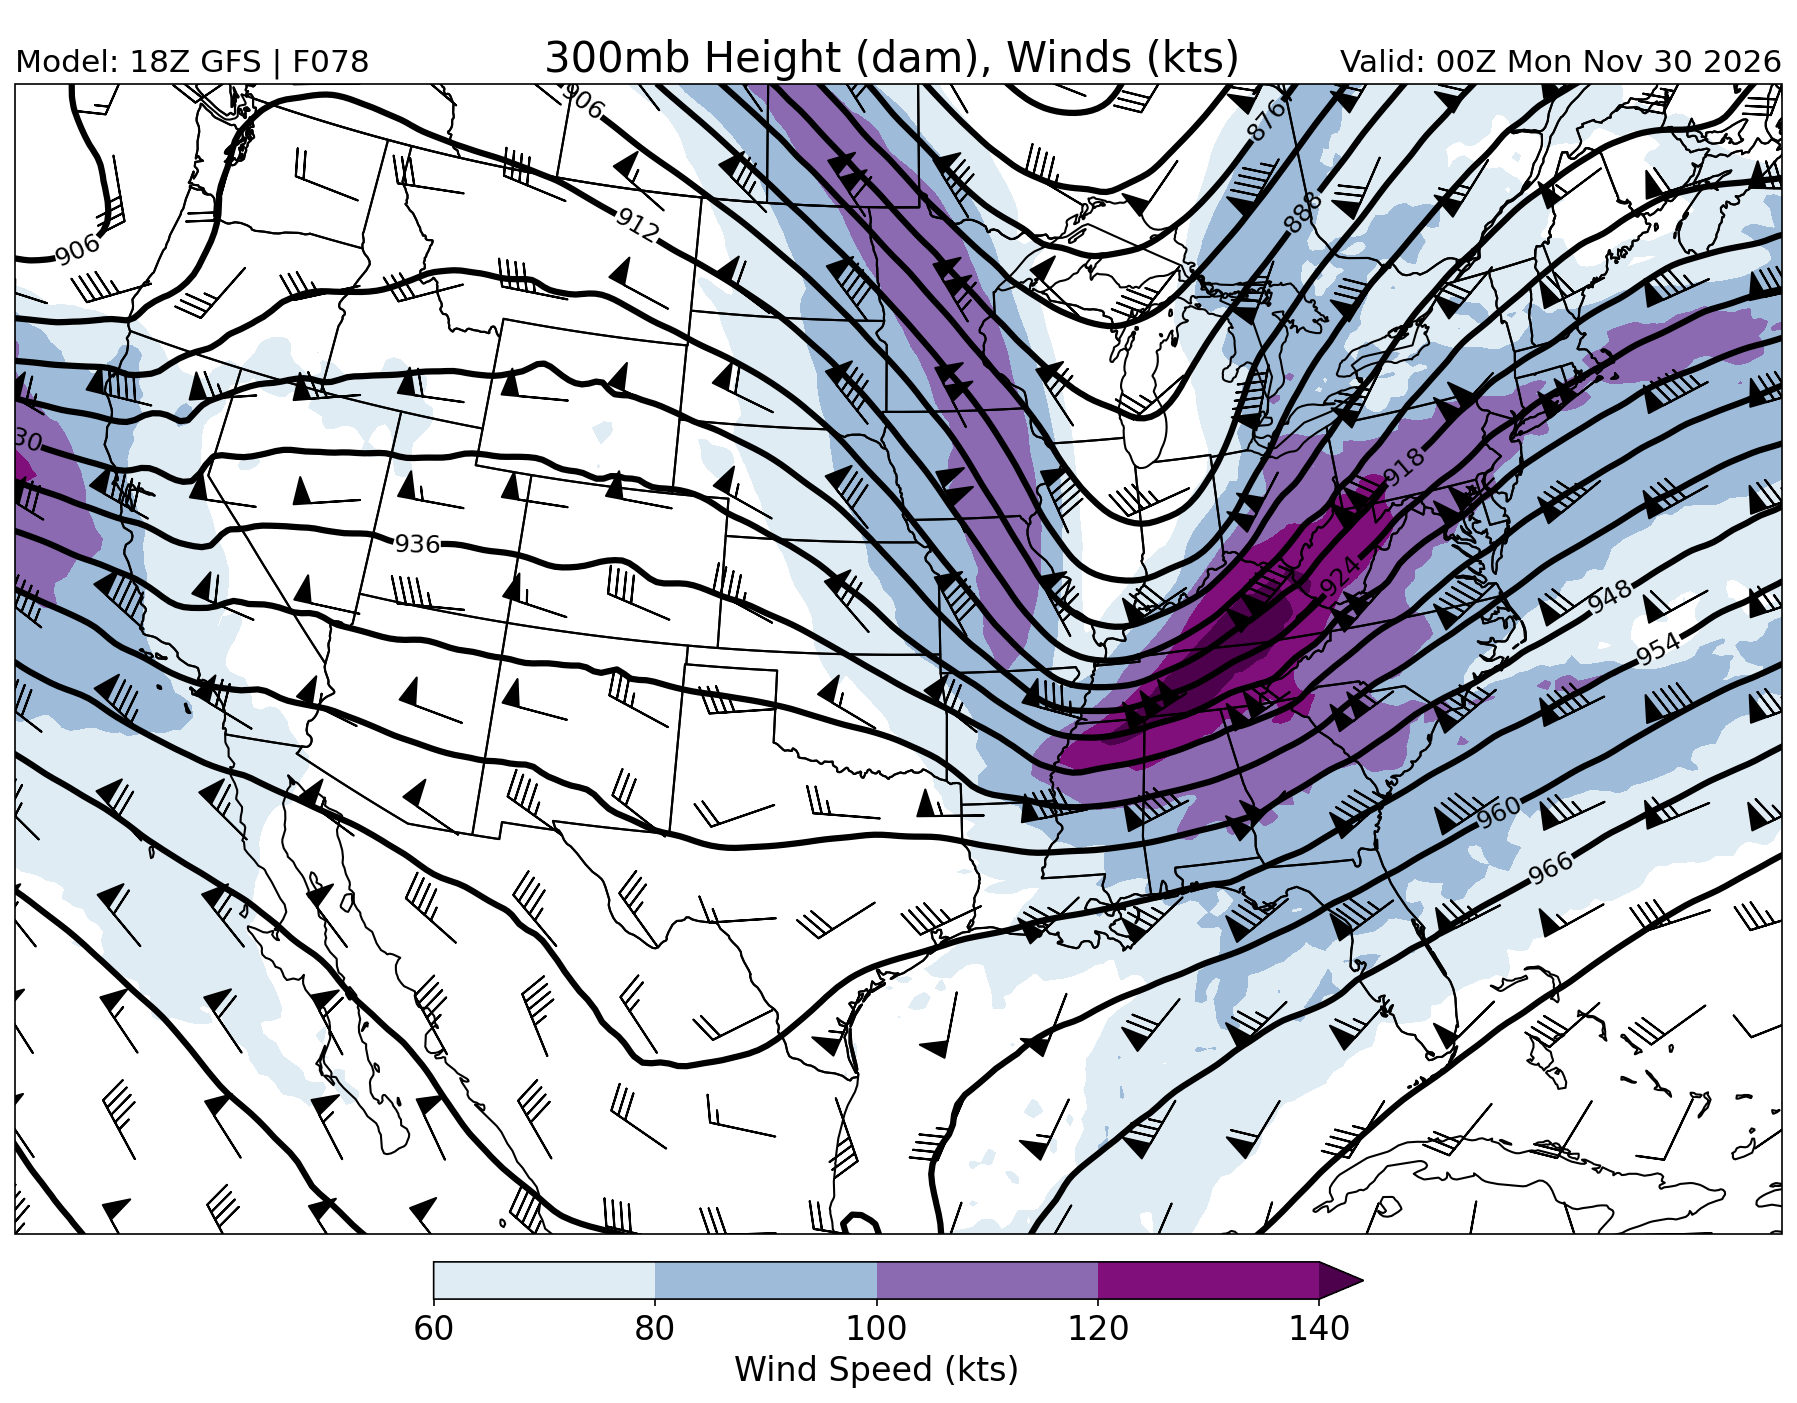 Model: 18Z GFS | F078
300mb Height (dam), Winds (kts)
Valid: 00Z Mon Nov 30 2026
906
876
888
912
906
30
918
936
924
948
954
960
966
60 80 100 120 140
Wind Speed (kts)